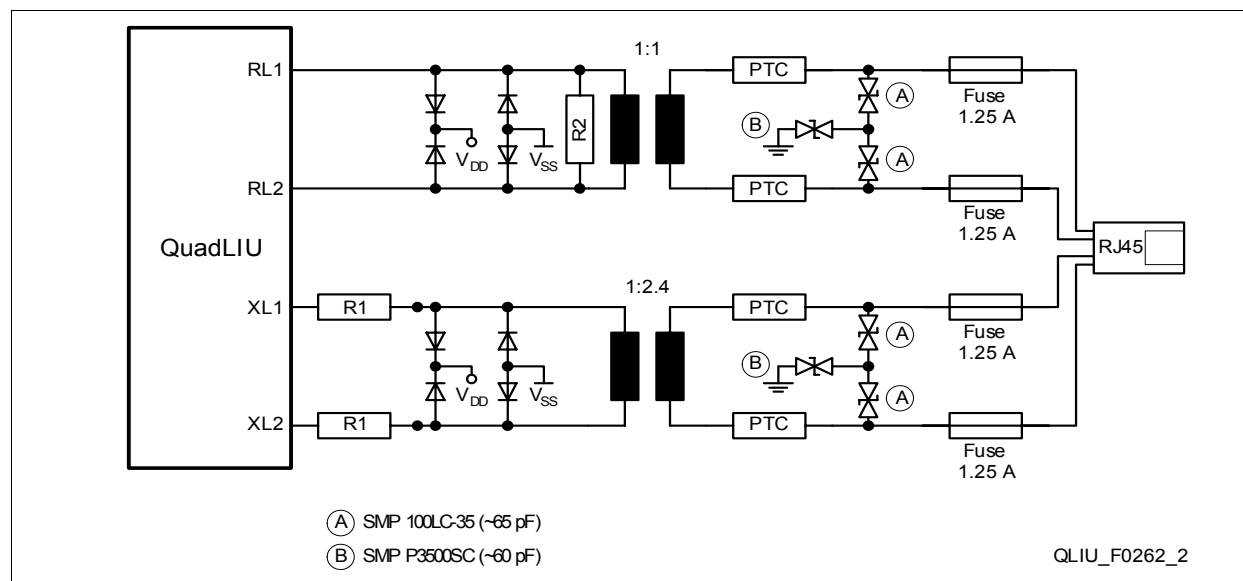 1:1
RL1
PTC
A
Fuse
1.25 A
B
R2
VDD
VSS
A
RL2
PTC
Fuse
1.25 A
QuadLIU
RJ45
1:2.4
XL1
R1
PTC
A
Fuse
1.25 A
B
VDD
VSS
A
XL2
R1
PTC
Fuse
1.25 A
A SMP 100LC-35 (~65 pF)
B SMP P3500SC (~60 pF)
QLIU_F0262_2